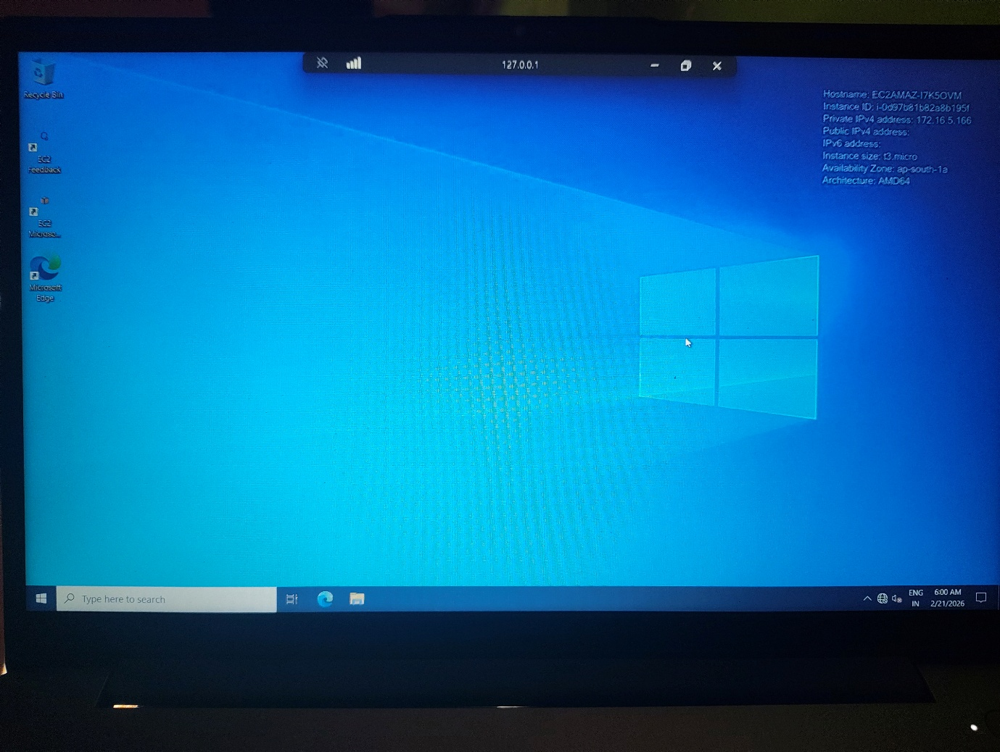 127.0.0.1
Recycle Bin
EC2
Feedback
EC2
Microso...
Microsoft
Edge
Hostname: EC2AMAZ-I7K5OVM
Instance ID: i-0d97b81b82a8b195f
Private IPv4 address: 172.16.5.166
Public IPv4 address:
IPv6 address:
Instance size: t3.micro
Availability Zone: ap-south-1a
Architecture: AMD64
Type here to search
ENG
IN
6:00 AM
2/21/2026